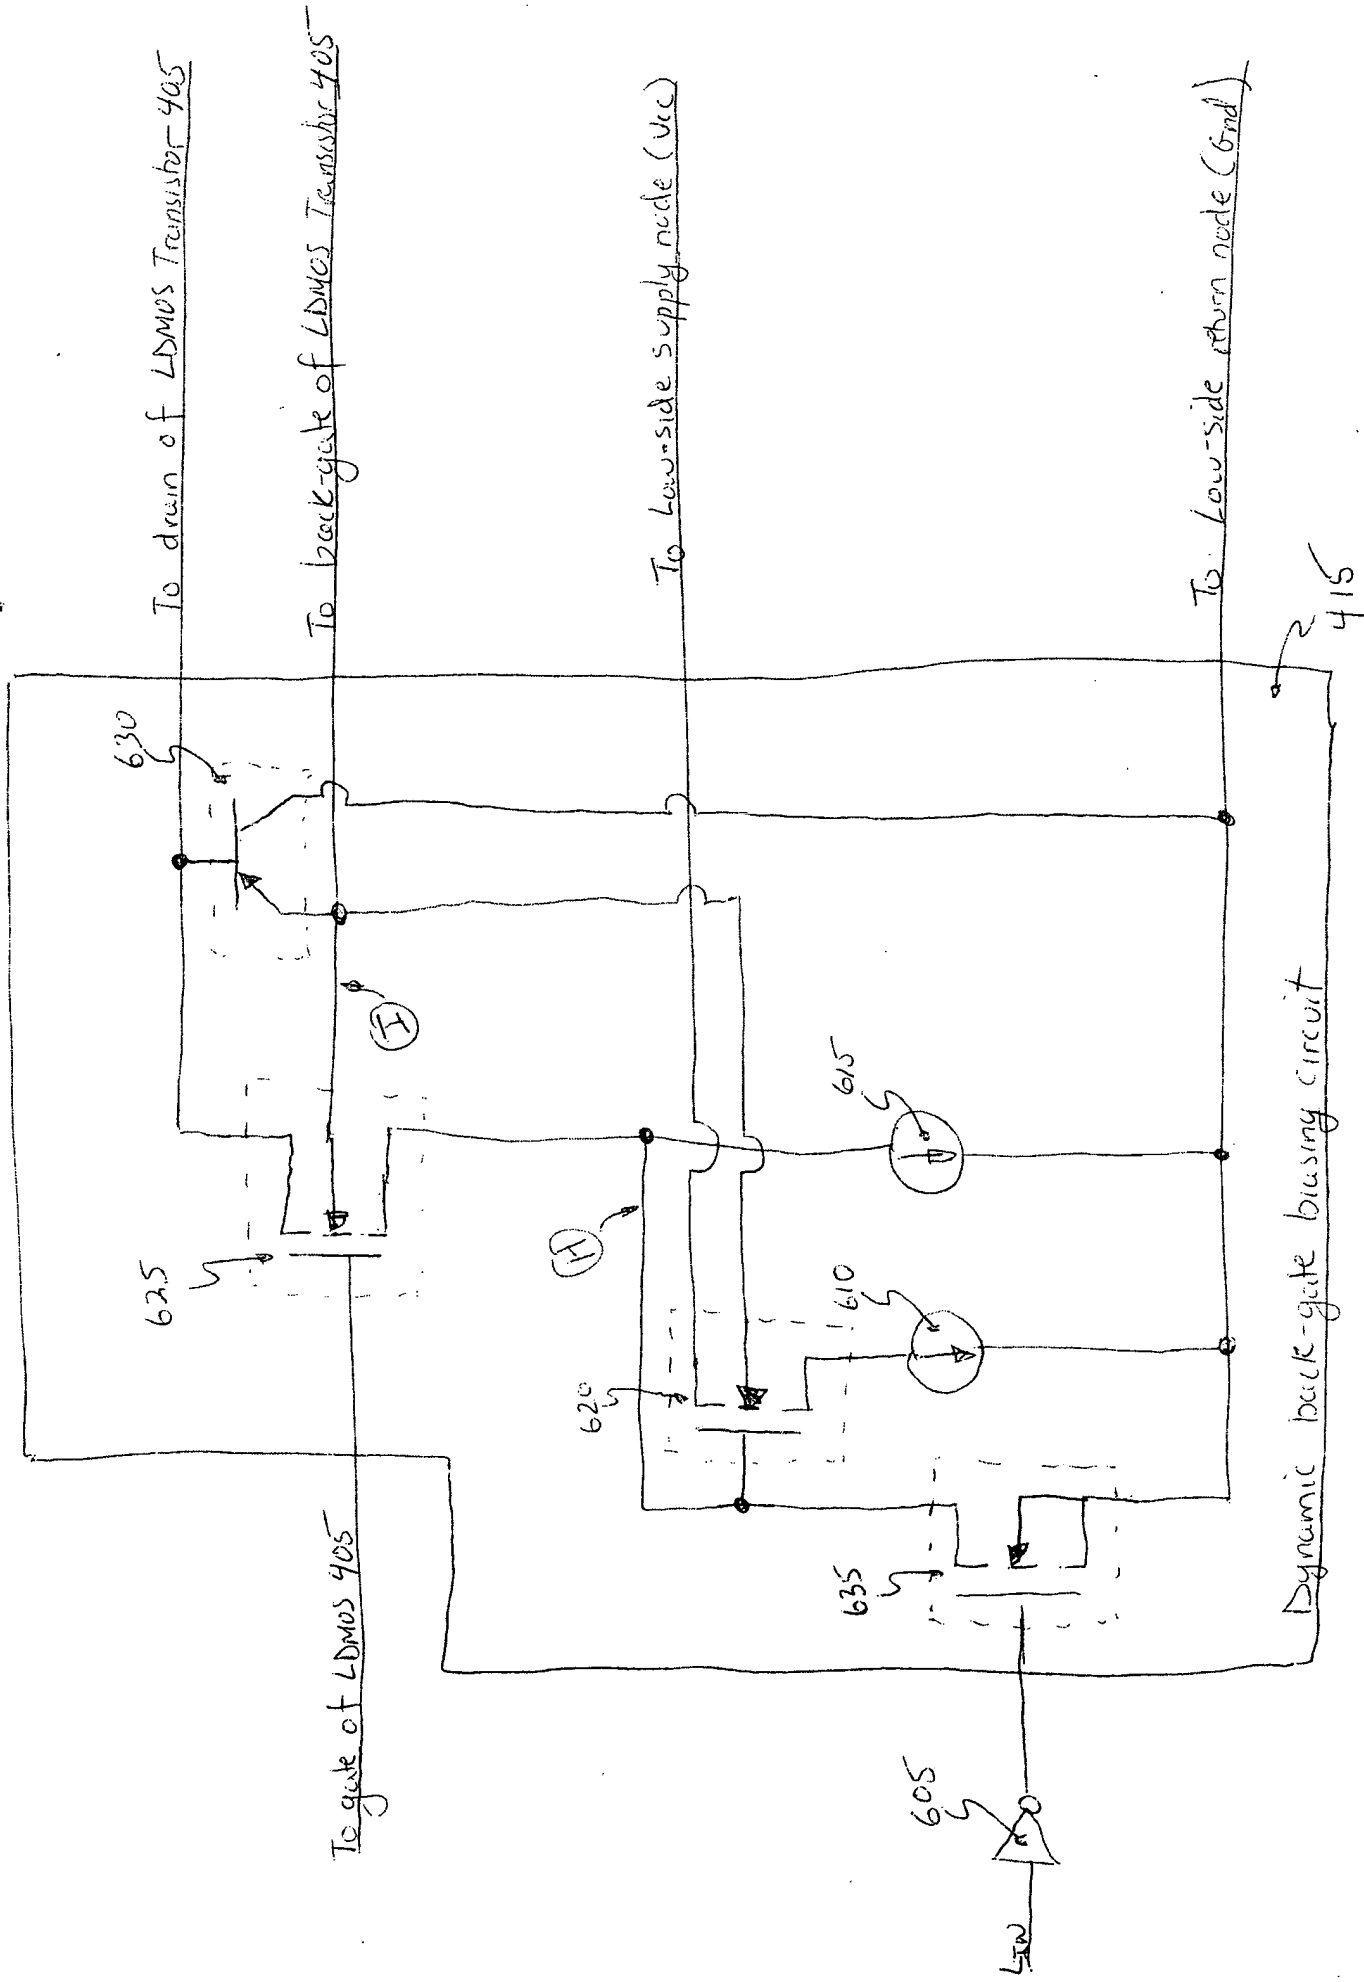 To drain of LDMOS Transistor 405
To back-gate of LDMOS Transistor 405
To Low-side supply node (Vcc)
To Low-side return node (Gnd)
630
I
625
H
615
610
620
635
To gate of LDMOS 405
605
LIN
Dynamic back-gate biasing circuit
415